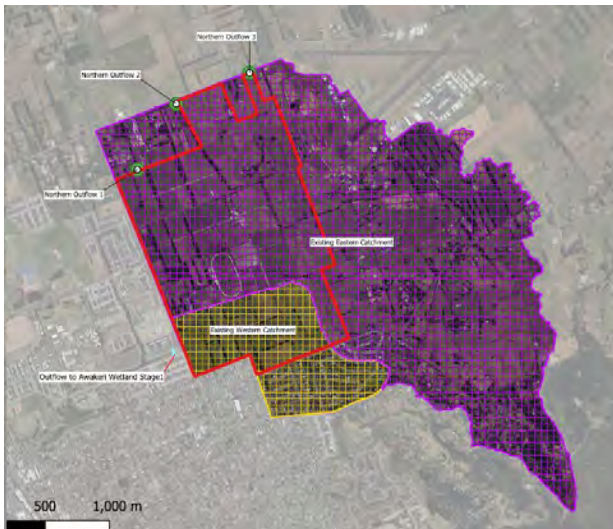 Northern Outflow 3
Northern Outflow 2
Northern Outflow 1
Existing Eastern Catchment
Existing Western Catchment
Outflow to Awakeri Wetland Stage1
500 1,000 m